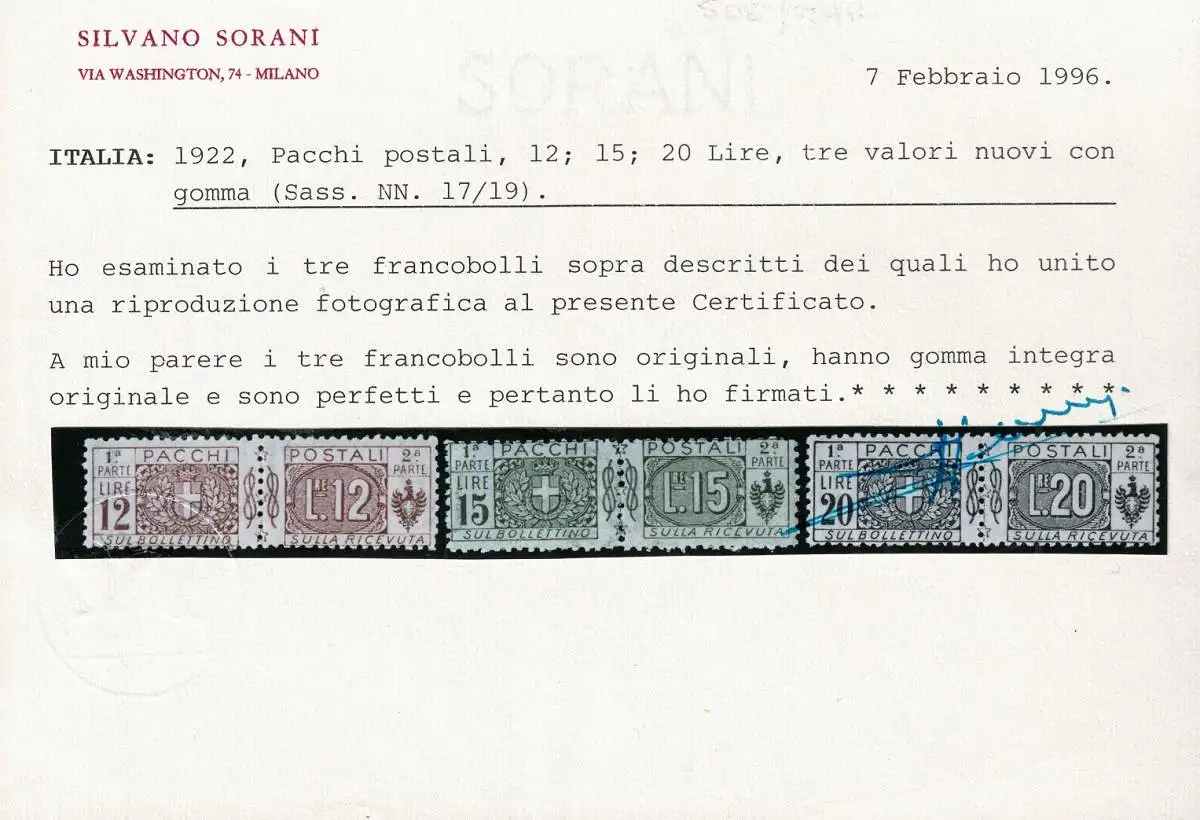 SILVANO SORANI
VIA WASHINGTON, 74 - MILANO
SORANI
7 Febbraio 1996.
ITALIA: 1922, Pacchi postali, 12; 15; 20 Lire, tre valori nuovi con
gomma (Sass. NN. 17/19).
Ho esaminato i tre francobolli sopra descritti dei quali ho unito
una riproduzione fotografica al presente Certificato.
A mio parere i tre francobolli sono originali, hanno gomma integra
originale e sono perfetti e pertanto li ho firmati.* * * * * * * * *
1ª PARTE PACCHI POSTALI 2ª PARTE
LIRE 12 LRE L.12
SUL BOLLETTINO SULLA RICEVUTA
1ª PARTE PACCHI POSTALI 2ª PARTE
LIRE 15 LRE L.15
SUL BOLLETTINO SULLA RICEVUTA
1ª PARTE PACCHI POSTALI 2ª PARTE
LIRE 20 LRE L.20
SUL BOLLETTINO SULLA RICEVUTA